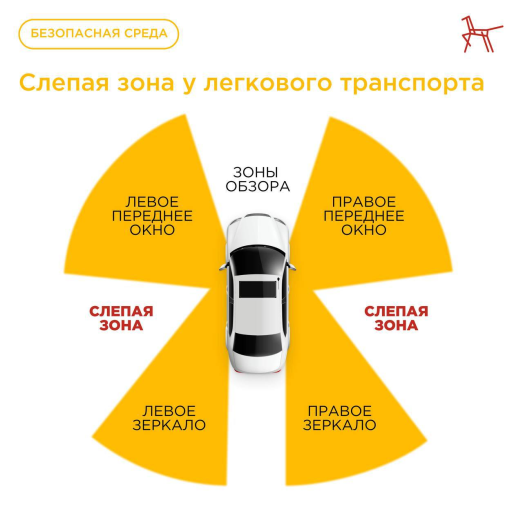 БЕЗОПАСНАЯ СРЕДА
Слепая зона у легкового транспорта
ЗОНЫ
ОБЗОРА
ЛЕВОЕ
ПЕРЕДНЕЕ
ОКНО
ПРАВОЕ
ПЕРЕДНЕЕ
ОКНО
СЛЕПАЯ
ЗОНА
СЛЕПАЯ
ЗОНА
ЛЕВОЕ
ЗЕРКАЛО
ПРАВОЕ
ЗЕРКАЛО